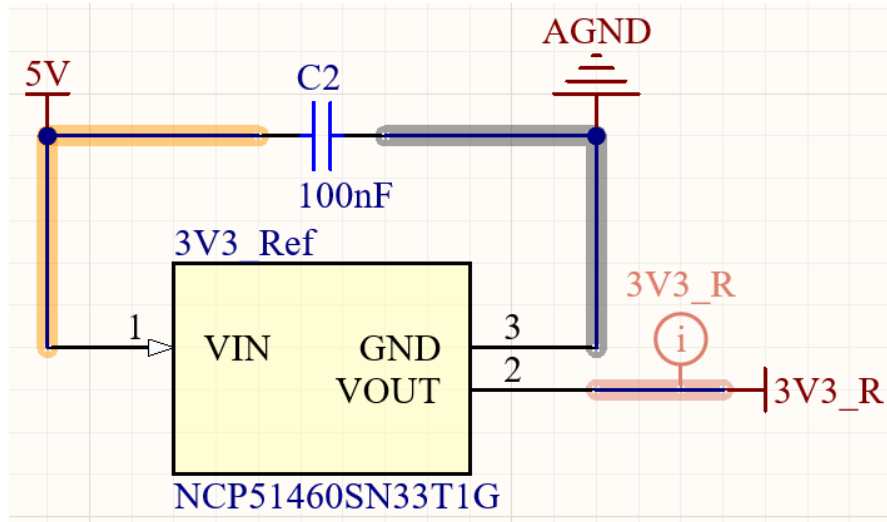 AGND
5V
C2
100nF
3V3_Ref
3V3_R
i
1
VIN
GND
3
VOUT
2
3V3_R
NCP51460SN33T1G